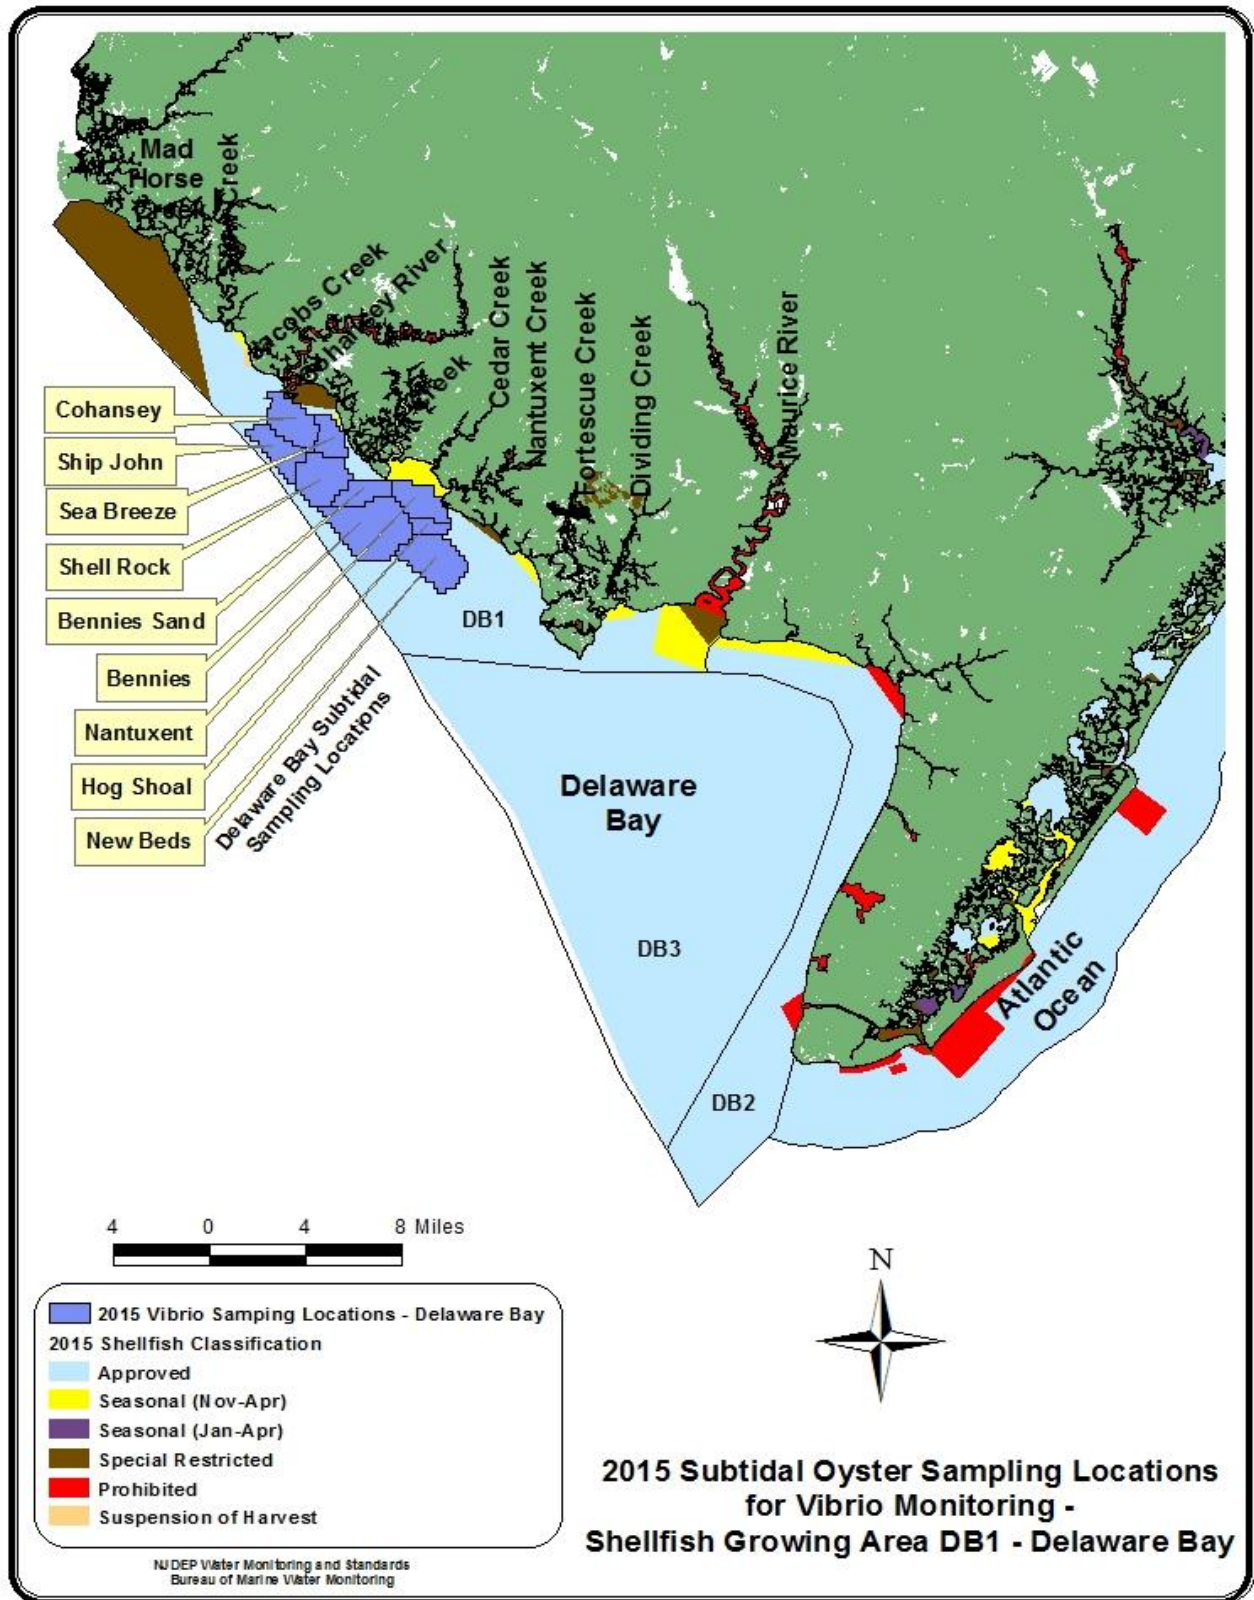 Mad
Horse
Creek
Creek
Jacobs Creek
Cohansey River
Creek
Cedar Creek
Nantuxent Creek
Fortescue Creek
Dividing Creek
Maurice River
Cohansey
Ship John
Sea Breeze
Shell Rock
Bennies Sand
Bennies
Nantuxent
Hog Shoal
New Beds
Delaware Bay Subtidal
Sampling Locations
DB1
Delaware
Bay
DB3
DB2
Atlantic
Ocean
4 0 4 8 Miles
N
2015 Vibrio Samping Locations - Delaware Bay
2015 Shellfish Classification
Approved
Seasonal (Nov-Apr)
Seasonal (Jan-Apr)
Special Restricted
Prohibited
Suspension of Harvest
2015 Subtidal Oyster Sampling Locations
for Vibrio Monitoring -
Shellfish Growing Area DB1 - Delaware Bay
NJDEP Water Monitoring and Standards
Bureau of Marine Water Monitoring